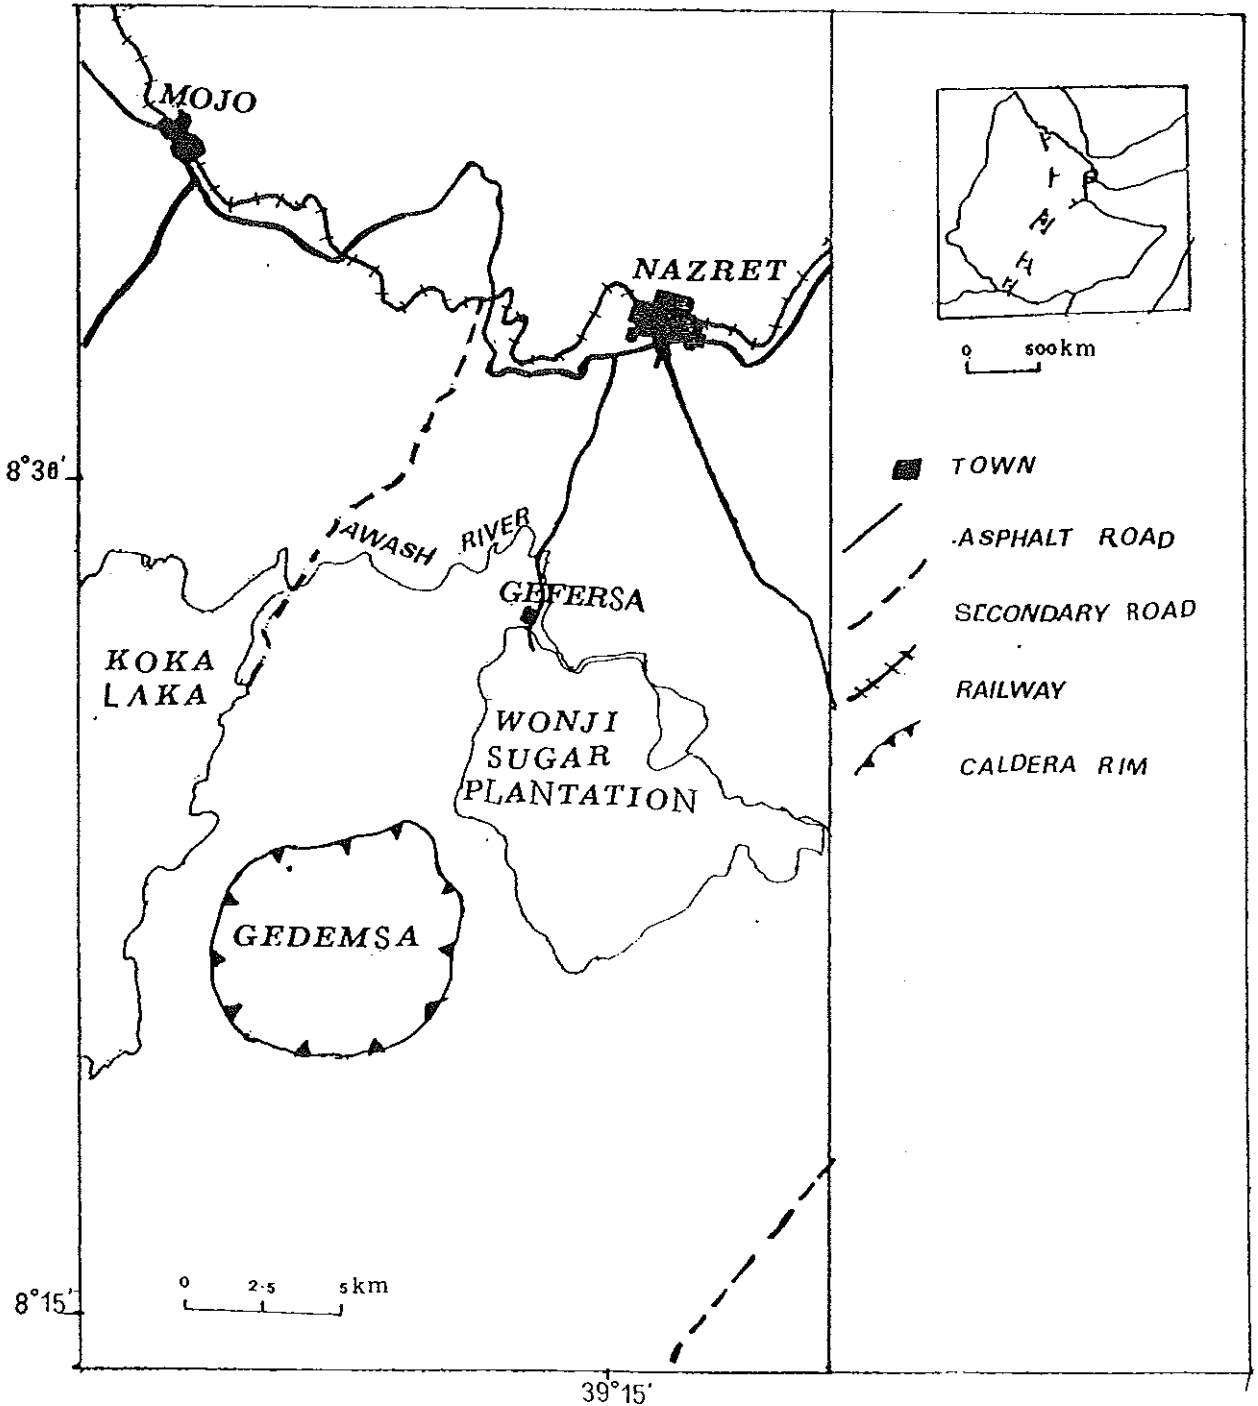 MOJO
NAZRET
0 500km
8°30'
TOWN
ASPHALT ROAD
AWASH RIVER
GEFERSA
SECONDARY ROAD
KOKA
LAKA
RAILWAY
WONJI
SUGAR
PLANTATION
CALDERA RIM
GEDEMSA
0 2.5 5km
8°15'
39°15'